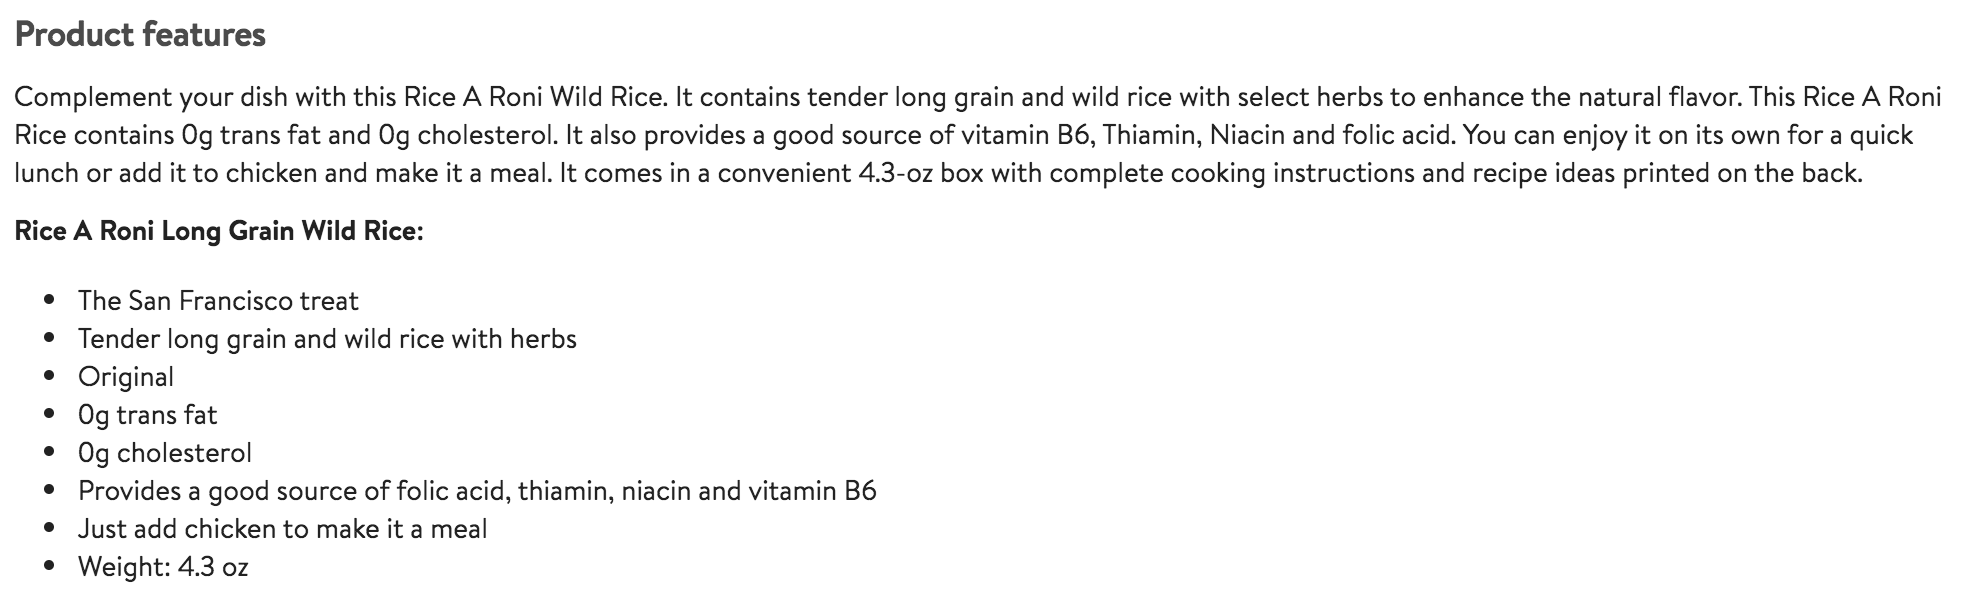 Product features
Complement your dish with this Rice A Roni Wild Rice. It contains tender long grain and wild rice with select herbs to enhance the natural flavor. This Rice A Roni
Rice contains 0g trans fat and 0g cholesterol. It also provides a good source of vitamin B6, Thiamin, Niacin and folic acid. You can enjoy it on its own for a quick
lunch or add it to chicken and make it a meal. It comes in a convenient 4.3-oz box with complete cooking instructions and recipe ideas printed on the back.
Rice A Roni Long Grain Wild Rice:
• The San Francisco treat
• Tender long grain and wild rice with herbs
• Original
• 0g trans fat
• 0g cholesterol
• Provides a good source of folic acid, thiamin, niacin and vitamin B6
• Just add chicken to make it a meal
• Weight: 4.3 oz